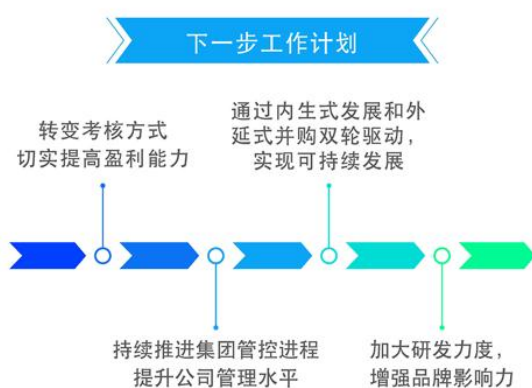 下一步工作计划
转变考核方式
切实提高盈利能力
通过内生式发展和外
延式并购双轮驱动，
实现可持续发展
持续推进集团管控进程
提升公司管理水平
加大研发力度，
增强品牌影响力